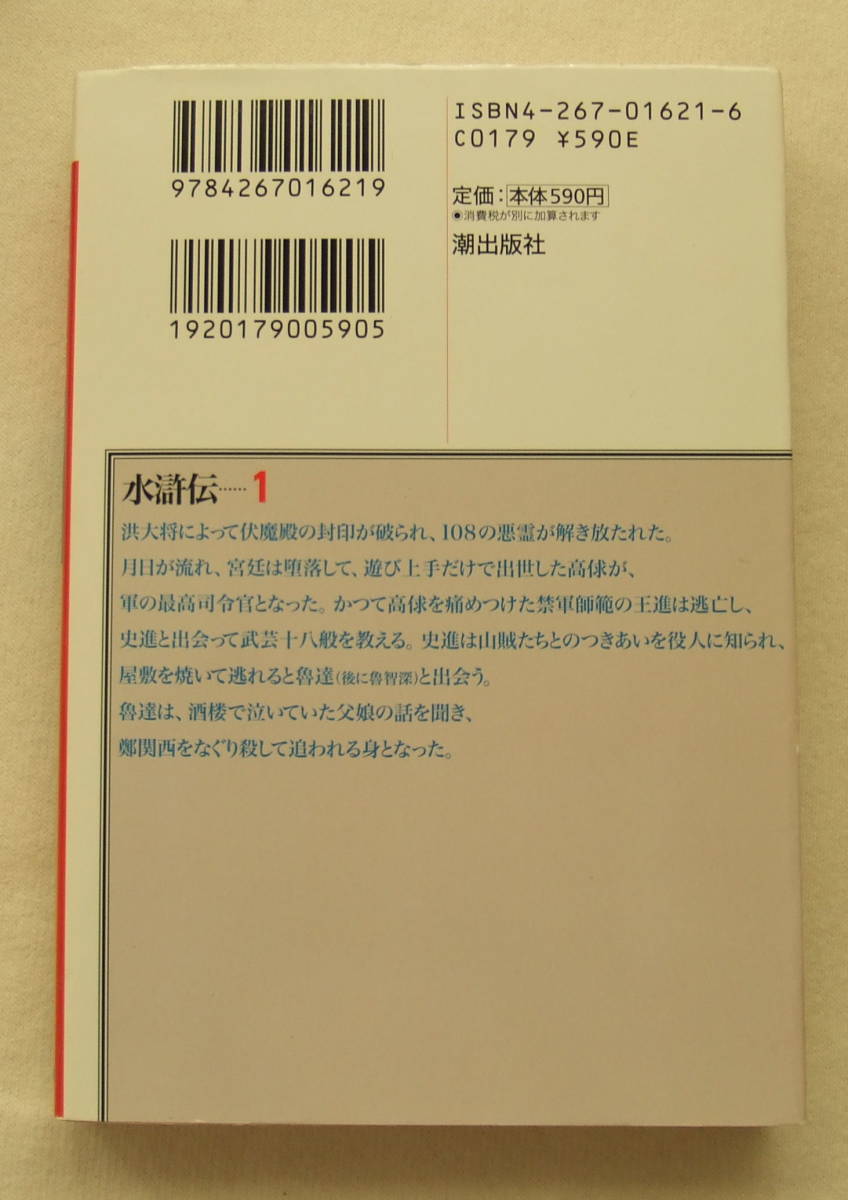 9784267016219
1920179005905
ISBN4-267-01621-6
C0179 ¥590E
定価：本体590円
◉消費税が別に加算されます
潮出版社
水滸伝……1
洪大将によって伏魔殿の封印が破られ、108の悪霊が解き放たれた。
月日が流れ、宮廷は堕落して、遊び上手だけで出世した高俅が、
軍の最高司令官となった。かつて高俅を痛めつけた禁軍師範の王進は逃亡し、
史進と出会って武芸十八般を教える。史進は山賊たちとのつきあいを役人に知られ、
屋敷を焼いて逃れると魯達（後に魯智深）と出会う。
魯達は、酒楼で泣いていた父娘の話を聞き、
鄭関西をなぐり殺して追われる身となった。